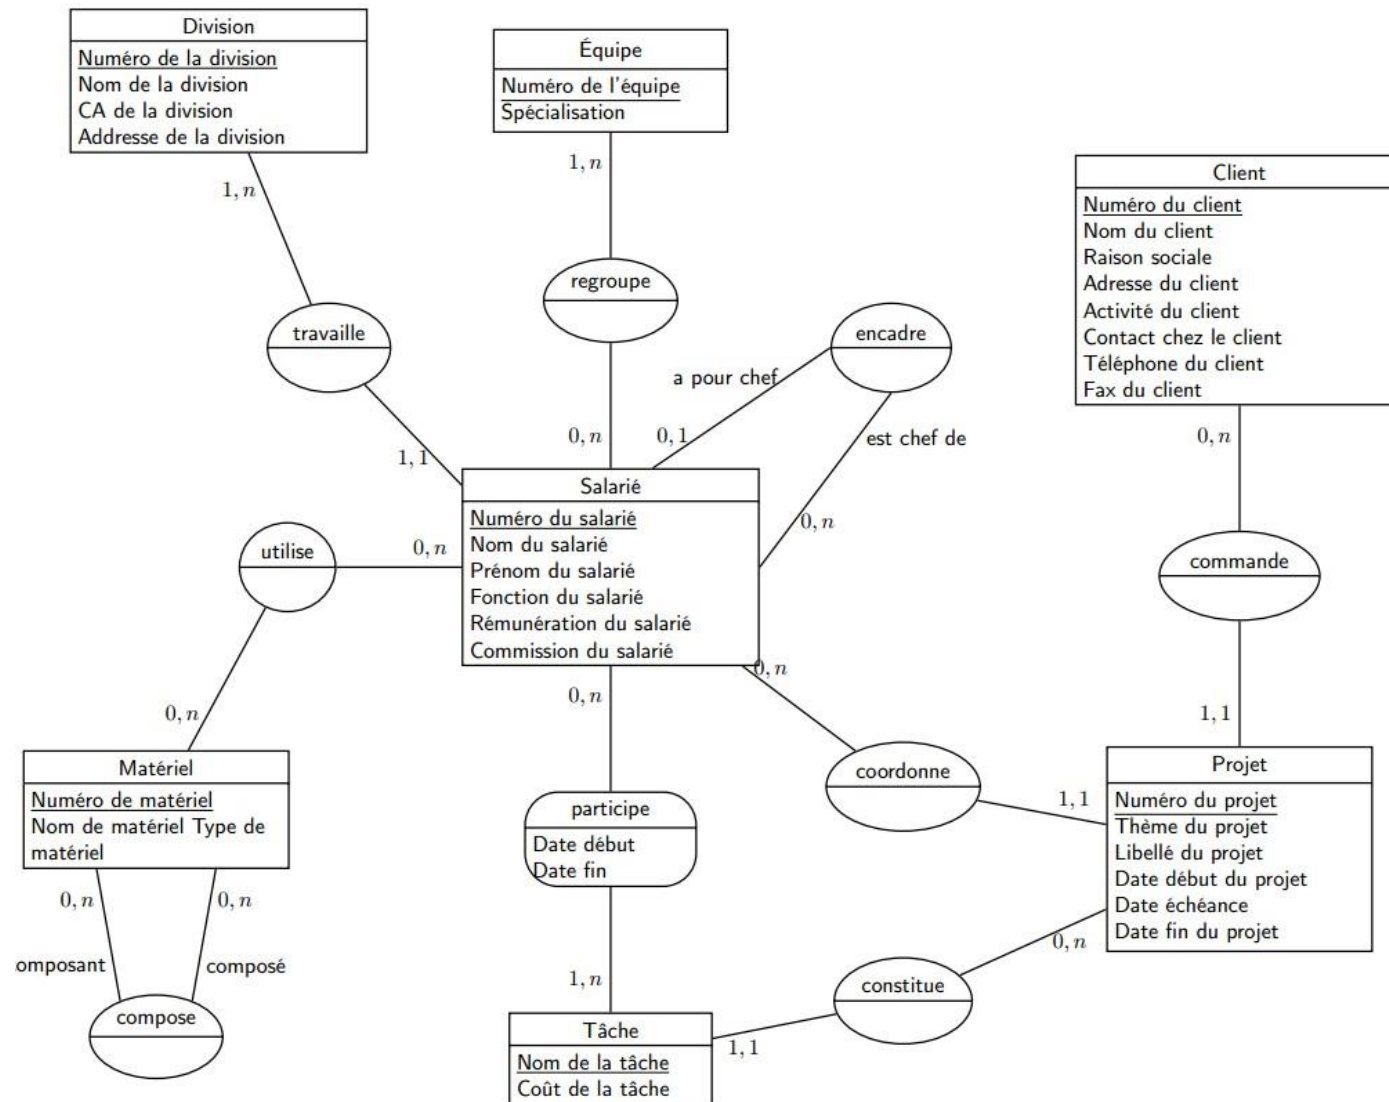 Division
Numéro de la division
Nom de la division
CA de la division
Addresse de la division
1, n
travaille
1, 1
Équipe
Numéro de l'équipe
Spécialisation
1, n
regroupe
0, n
encadre
a pour chef
0, 1
est chef de
0, n
Client
Numéro du client
Nom du client
Raison sociale
Adresse du client
Activité du client
Contact chez le client
Téléphone du client
Fax du client
0, n
commande
1, 1
Salarié
Numéro du salarié
Nom du salarié
Prénom du salarié
Fonction du salarié
Rémunération du salarié
Commission du salarié
utilise
0, n
0, n
Matériel
Numéro de matériel
Nom de matériel Type de
matériel
0, n
0, n
omposant
composé
compose
0, n
participe
Date début
Date fin
1, n
0, n
coordonne
1, 1
Projet
Numéro du projet
Thème du projet
Libellé du projet
Date début du projet
Date échéance
Date fin du projet
0, n
constitue
1, 1
Tâche
Nom de la tâche
Coût de la tâche